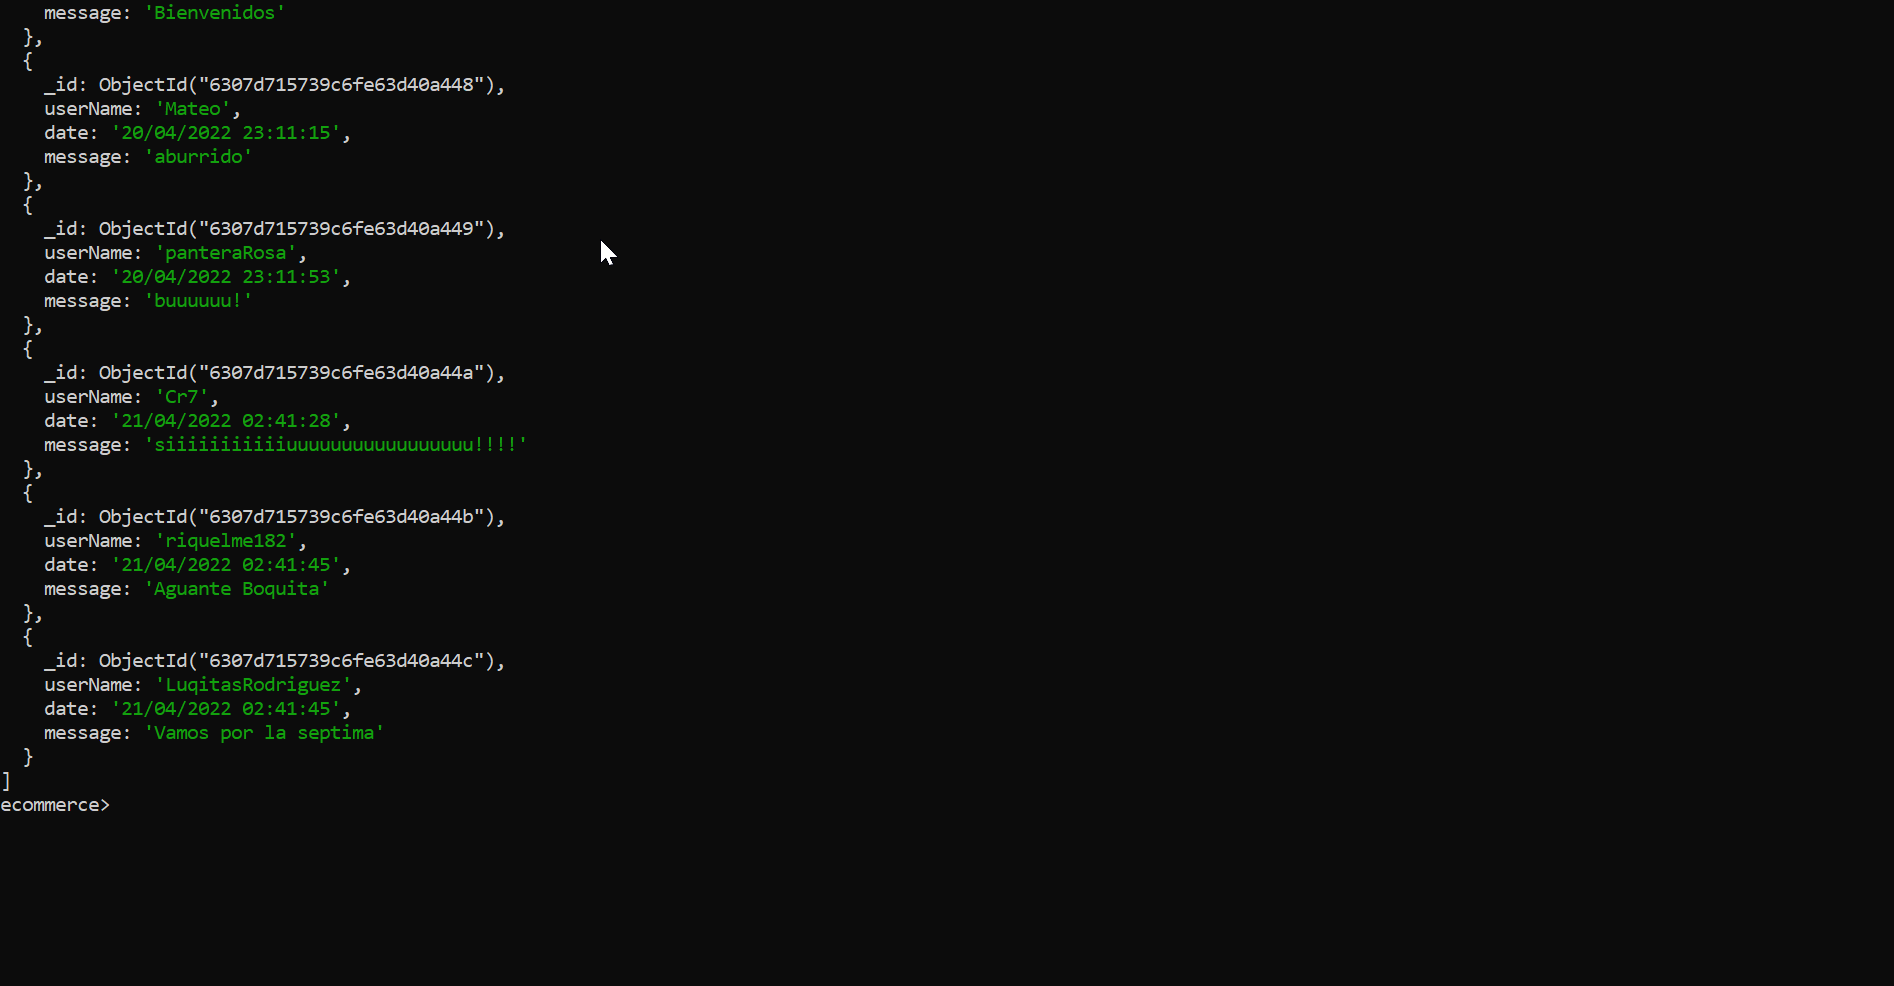 message: 'Bienvenidos'
},
{
_id: ObjectId("6307d715739c6fe63d40a448"),
userName: 'Mateo',
date: '20/04/2022 23:11:15',
message: 'aburrido'
},
{
_id: ObjectId("6307d715739c6fe63d40a449"),
userName: 'panteraRosa',
date: '20/04/2022 23:11:53',
message: 'buuuuuu!'
},
{
_id: ObjectId("6307d715739c6fe63d40a44a"),
userName: 'Cr7',
date: '21/04/2022 02:41:28',
message: 'siiiiiiiiiiiuuuuuuuuuuuuuuuuu!!!!'
},
{
_id: ObjectId("6307d715739c6fe63d40a44b"),
userName: 'riquelme182',
date: '21/04/2022 02:41:45',
message: 'Aguante Boquita'
},
{
_id: ObjectId("6307d715739c6fe63d40a44c"),
userName: 'LuqitasRodriguez',
date: '21/04/2022 02:41:45',
message: 'Vamos por la septima'
}
]
ecommerce>